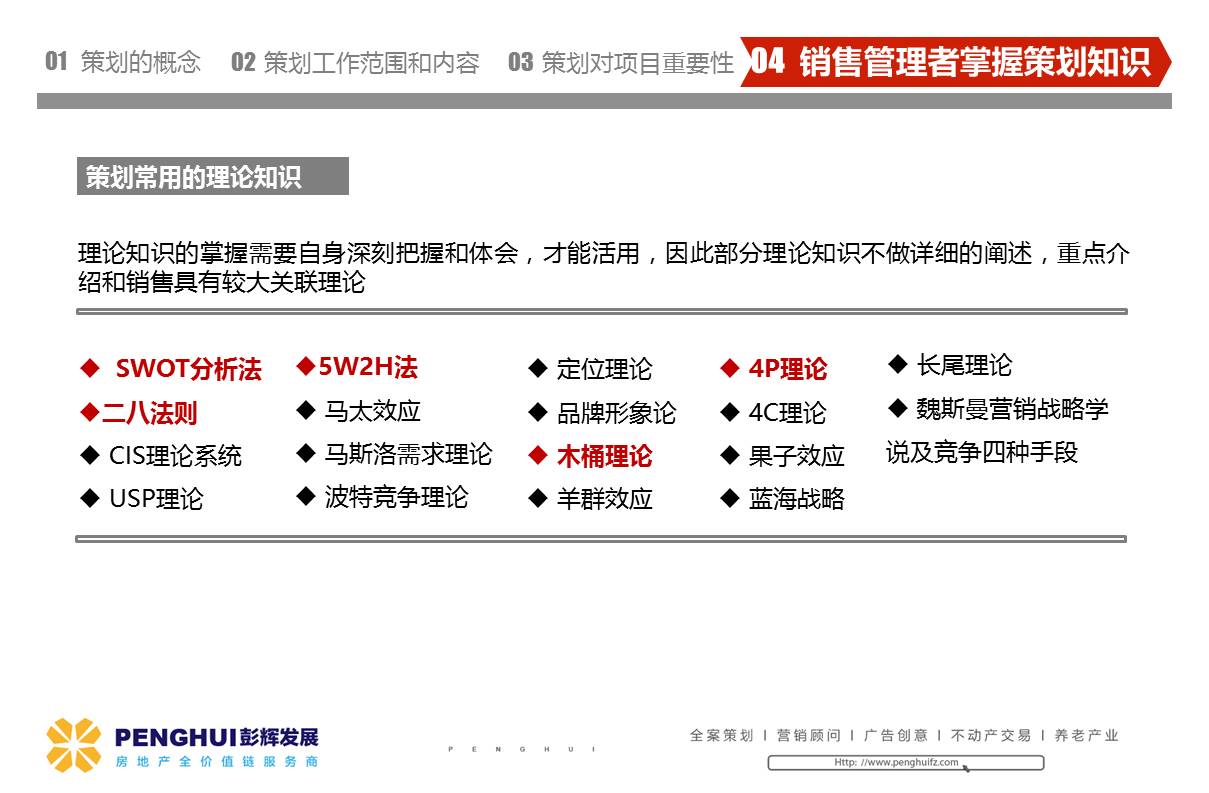 01 策划的概念 02 策划工作范围和内容 03 策划对项目重要性 04 销售管理者掌握策划知识
策划常用的理论知识
理论知识的掌握需要自身深刻把握和体会，才能活用，因此部分理论知识不做详细的阐述，重点介
绍和销售具有较大关联理论
◆ SWOT分析法
◆二八法则
◆ CIS理论系统
◆ USP理论
◆5W2H法
◆ 马太效应
◆ 马斯洛需求理论
◆ 波特竞争理论
◆ 定位理论
◆ 品牌形象论
◆ 木桶理论
◆ 羊群效应
◆ 4P理论
◆ 4C理论
◆ 果子效应
◆ 蓝海战略
◆ 长尾理论
◆ 魏斯曼营销战略学
说及竞争四种手段
PENGHUI彭辉发展
房地产全价值链服务商
PENGHUI
全案策划 I 营销顾问 I 广告创意 I 不动产交易 I 养老产业
Http: //www.penghuifz.com